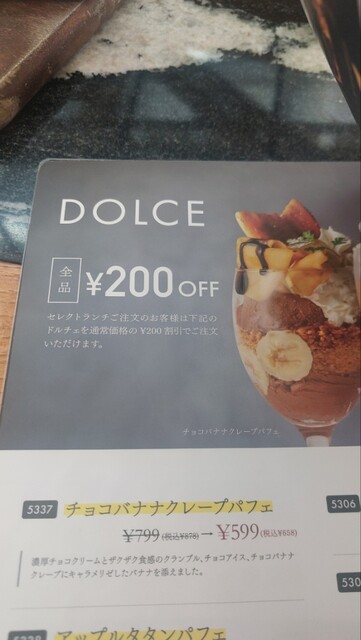 DOLCE
全品 ¥200 OFF
セレクトランチご注文のお客様は下記の
ドルチェを通常価格の¥200割引でご注文
いただけます。
チョコバナナクレープパフェ
5337 チョコバナナクレープパフェ
¥799(税込¥878) → ¥599(税込¥658)
濃厚チョコクリームとザクザク食感のクランブル、チョコアイス、チョコバナナ
クレープにキャラメリゼしたバナナを添えました。
5306
530
アップルタタンパフェ